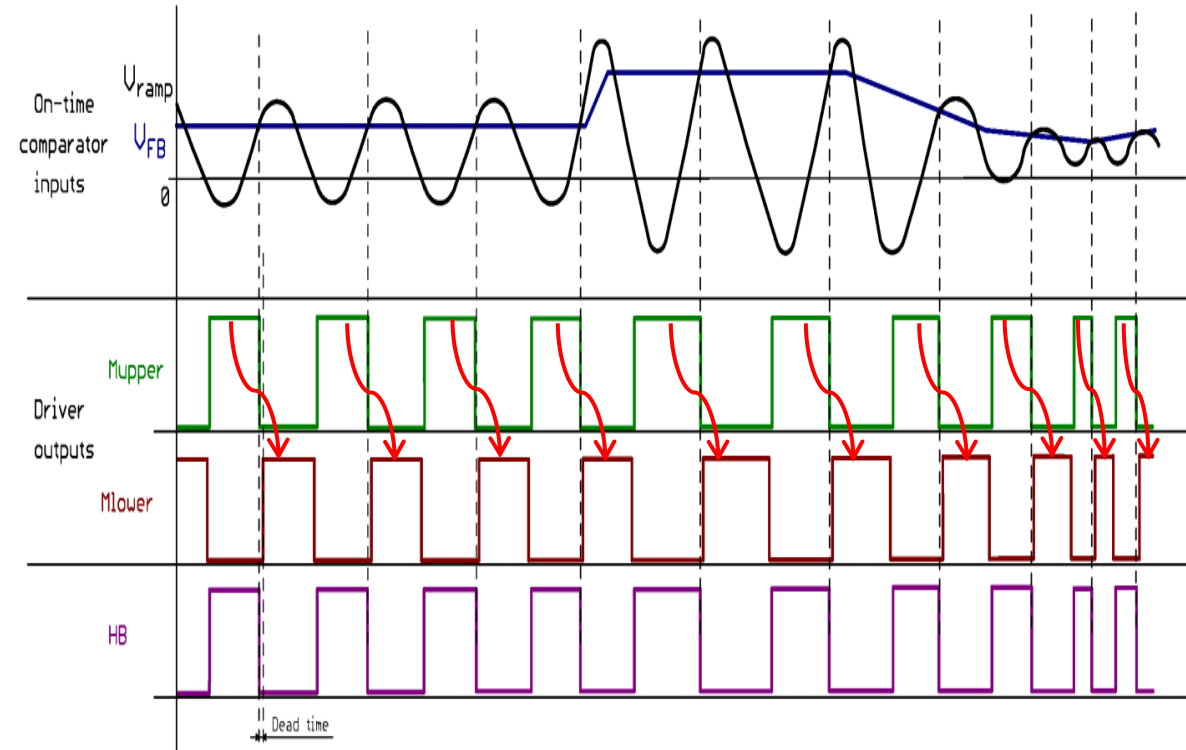 Vramp
On-time
comparator
inputs
VFB
0
Mupper
Driver
outputs
Mlower
HB
Dead time